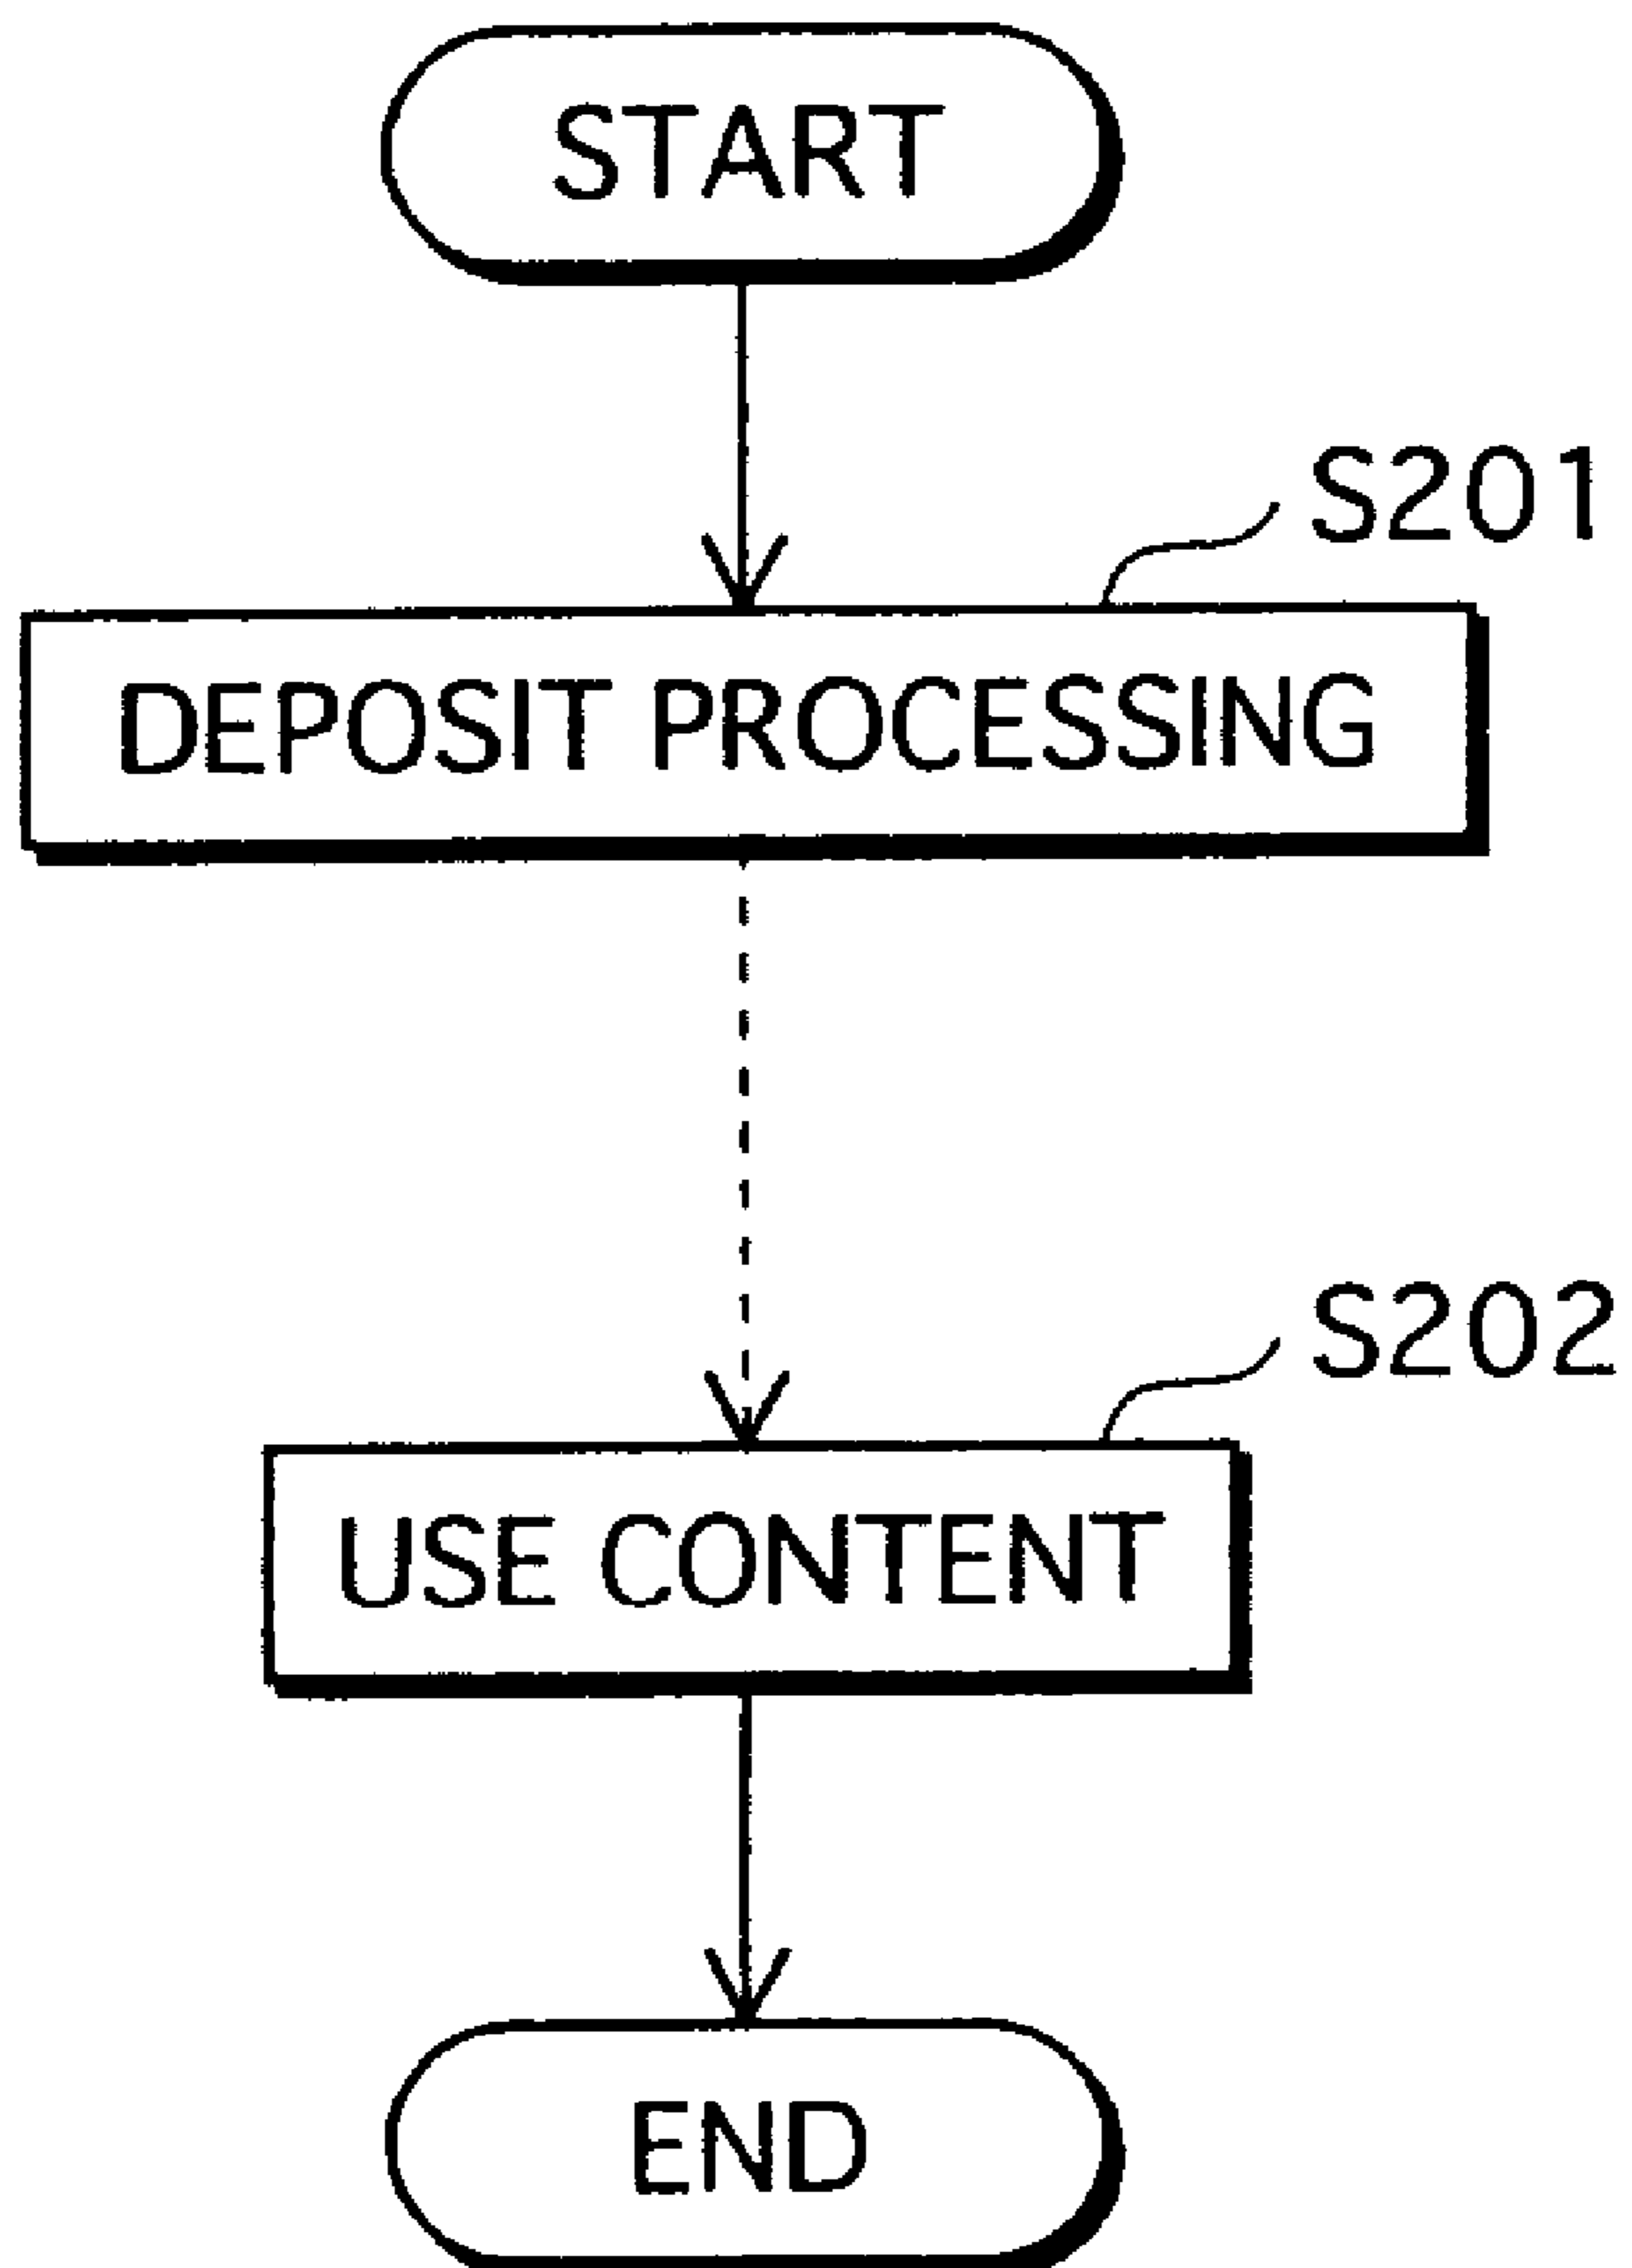 START
S201
DEPOSIT PROCESSING
S202
USE CONTENT
END